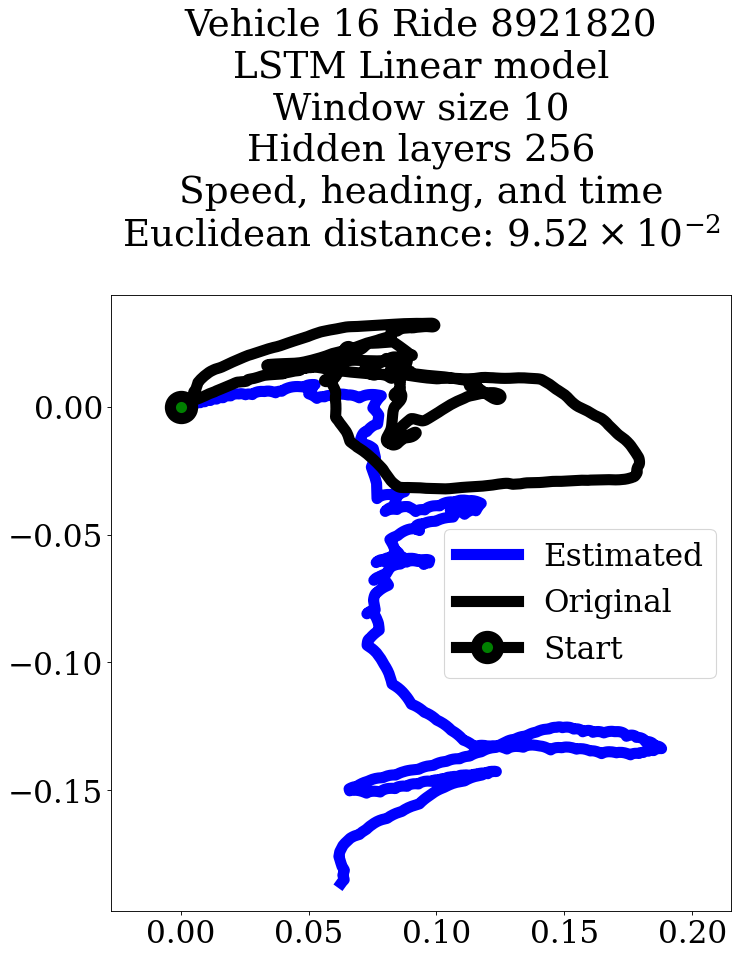 Vehicle 16 Ride 8921820
LSTM Linear model
Window size 10
Hidden layers 256
Speed, heading, and time
Euclidean distance: 9.52 × 10⁻²
0.00
−0.05
−0.10
−0.15
Estimated
Original
Start
0.00 0.05 0.10 0.15 0.20